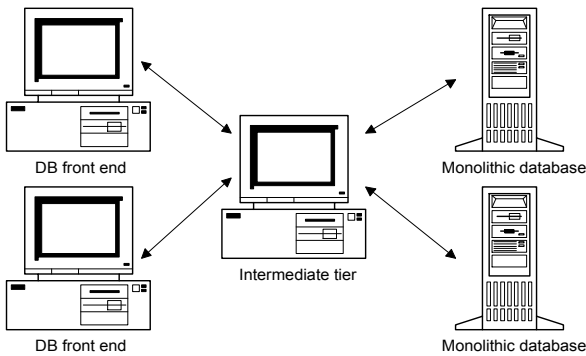 DB front end
Monolithic database
Intermediate tier
DB front end
Monolithic database